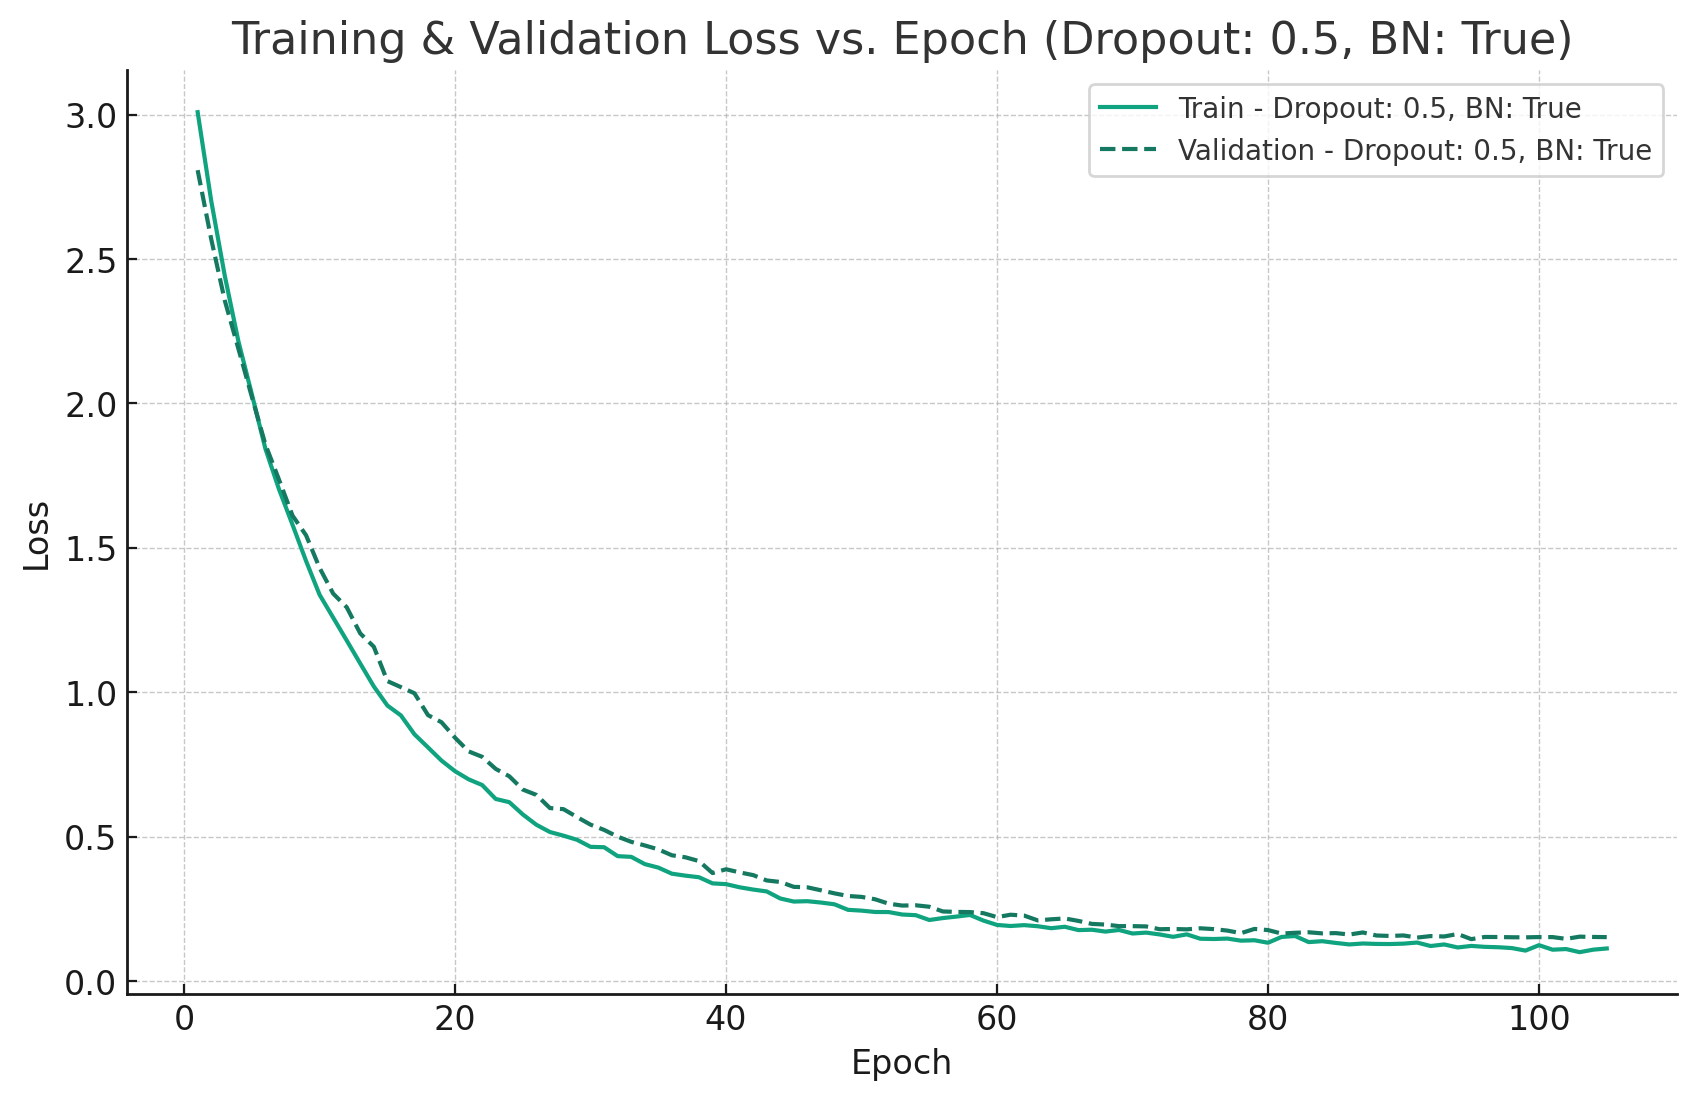 Training & Validation Loss vs. Epoch (Dropout: 0.5, BN: True)
Train - Dropout: 0.5, BN: True
Validation - Dropout: 0.5, BN: True
Loss
3.0
2.5
2.0
1.5
1.0
0.5
0.0
0 20 40 60 80 100
Epoch